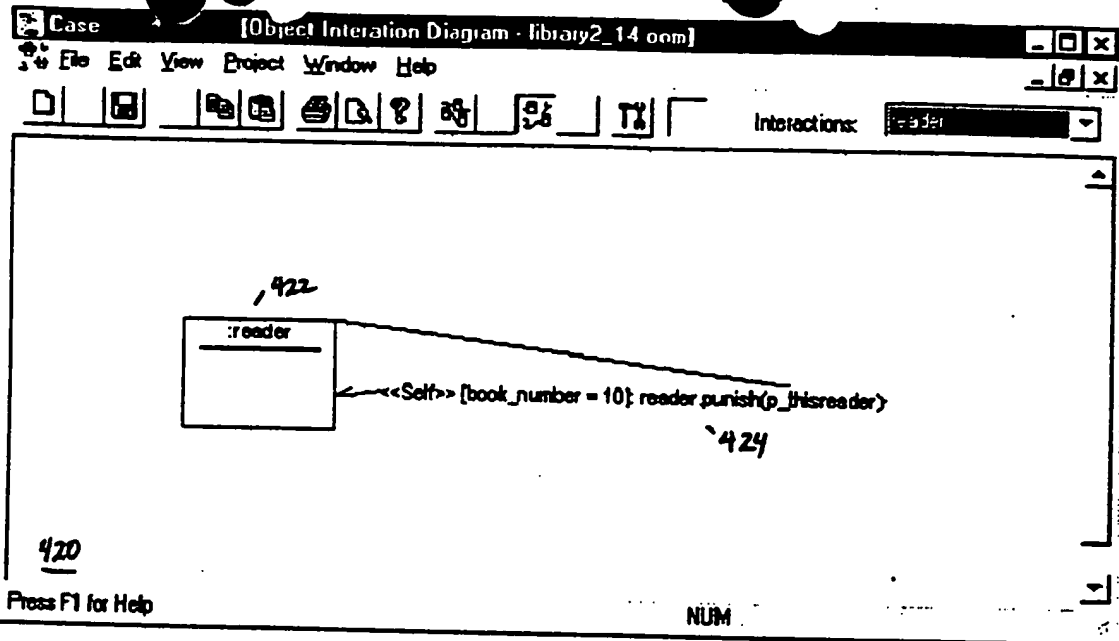 Case [Object Interation Diagram - library2_14 oom]
File Edit View Project Window Help
Interactions: reader
422
:reader
<<Self>> {book_number = 10}: reader.punish(p_thisreader)
424
420
Press F1 for Help NUM